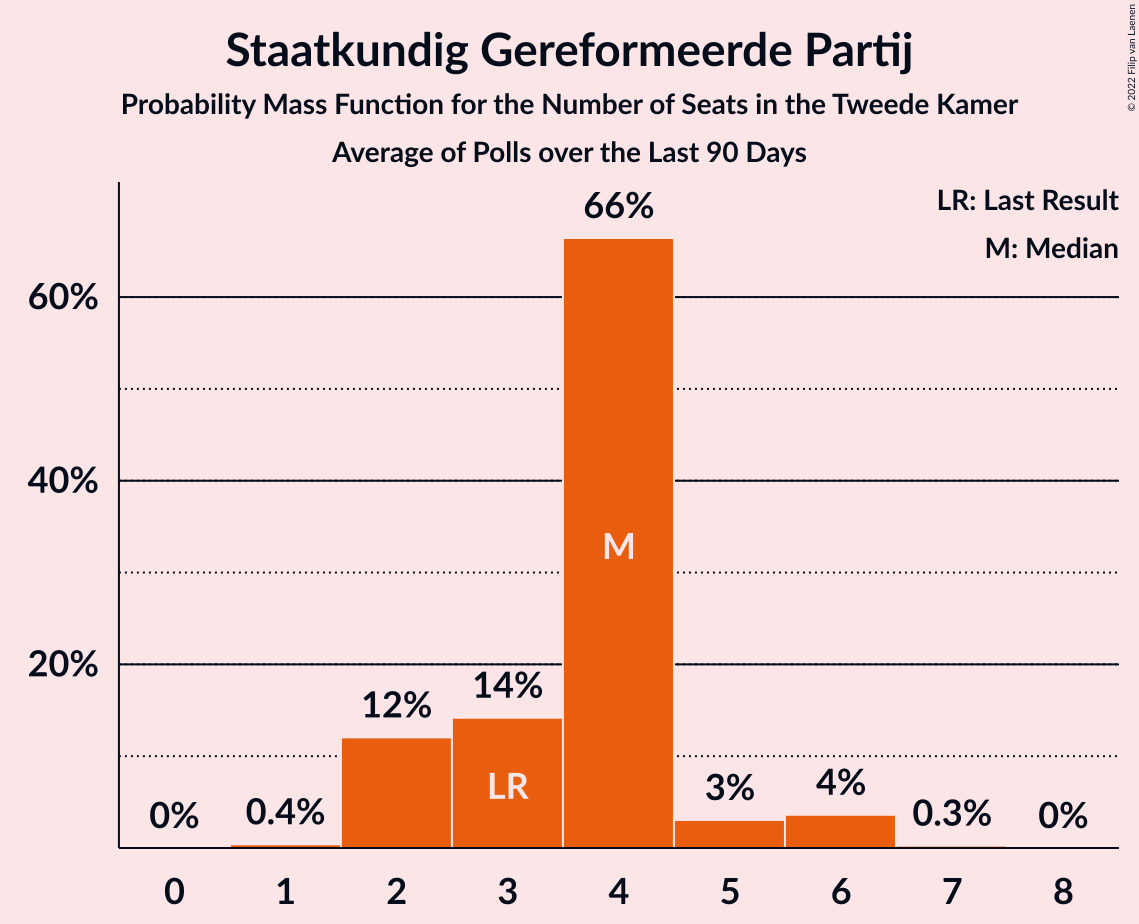 Staatkundig Gereformeerde Partij
Probability Mass Function for the Number of Seats in the Tweede Kamer
Average of Polls over the Last 90 Days
© 2022 Filip van Laenen
LR: Last Result
M: Median
66%
60%
40%
M
20%
14%
12%
LR
4%
3%
0%
0.4%
0.3%
0%
0 1 2 3 4 5 6 7 8